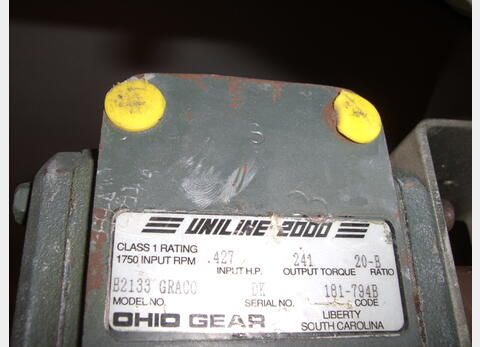 UNILINE 2000
CLASS 1 RATING
1750 INPUT RPM .427 INPUT H.P. 241 OUTPUT TORQUE 20-B RATIO
B2133 GRACO MODEL NO. DK SERIAL NO. 181-794B CODE
OHIO GEAR LIBERTY
SOUTH CAROLINA